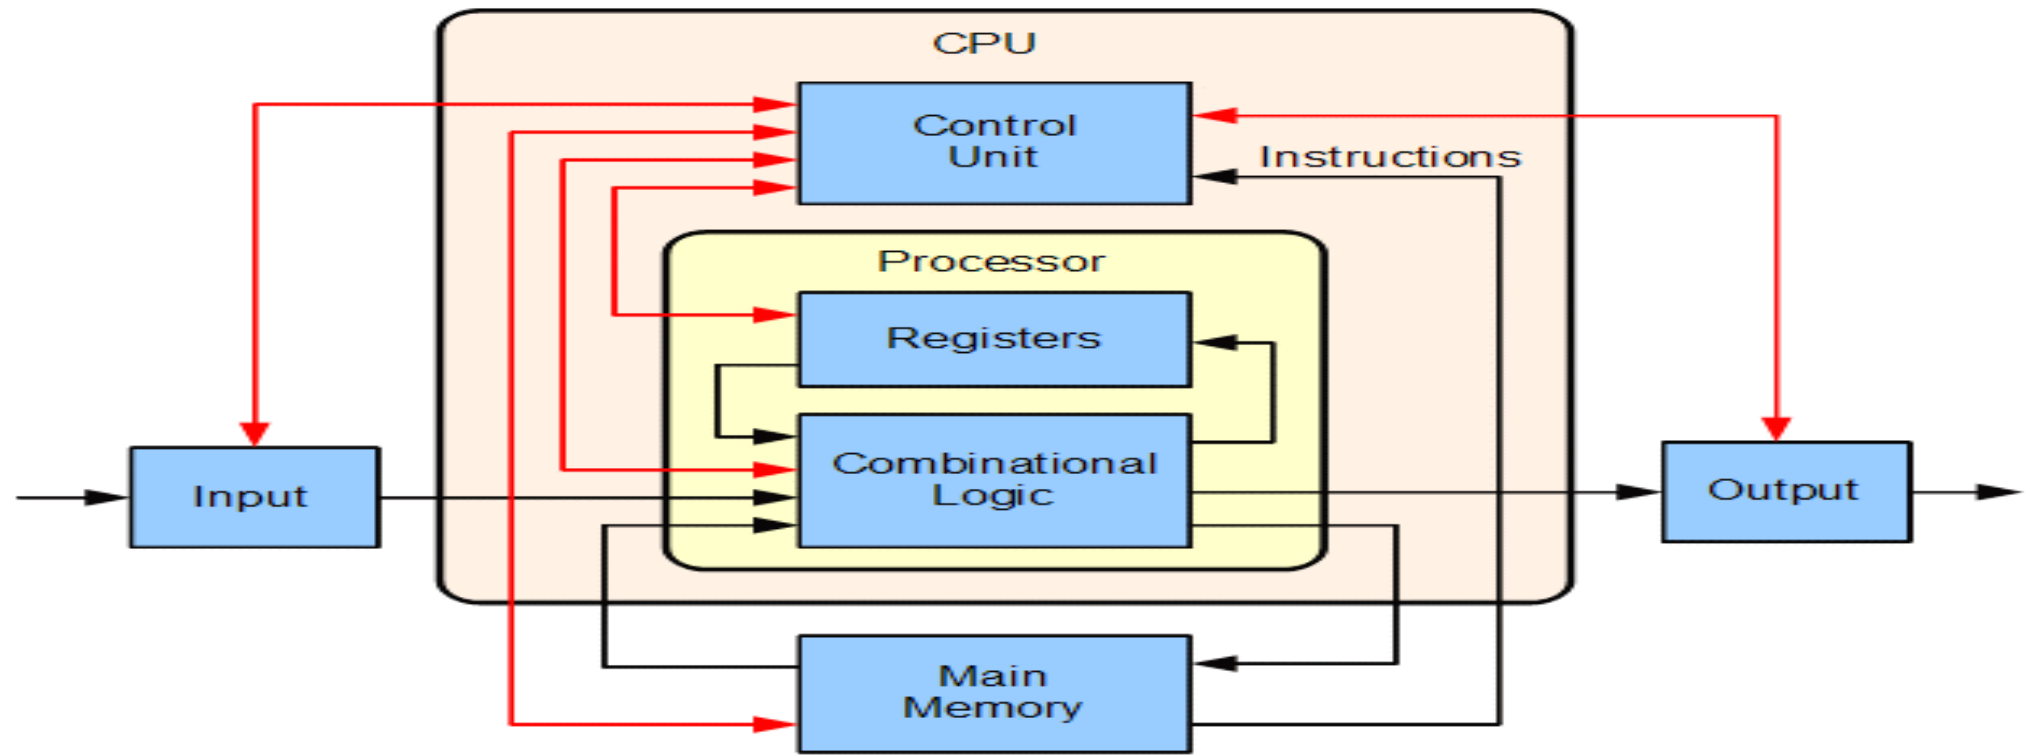 CPU
Control
Unit
Instructions
Processor
Registers
Combinational
Logic
Input
Output
Main
Memory